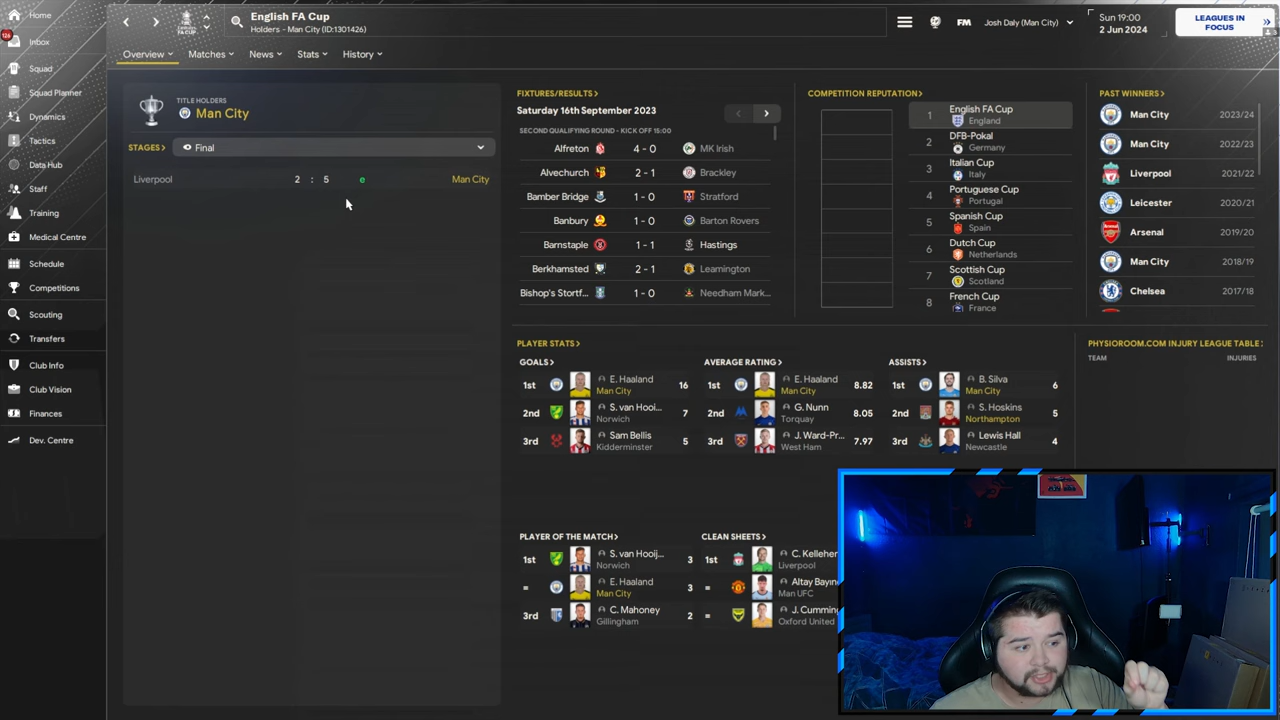 Home
126
Inbox
Squad
Squad Planner
Dynamics
Tactics
Data Hub
Staff
Training
Medical Centre
Schedule
Competitions
Scouting
Transfers
Club Info
Club Vision
Finances
Dev. Centre
FA CUP
English FA Cup
Holders - Man City (ID:1301426)
FM
Josh Daly (Man City)
Sun 19:00
2 Jun 2024
LEAGUES IN
FOCUS
Overview
Matches
News
Stats
History
TITLE HOLDERS
Man City
STAGES
Final
Liverpool 2 : 5 e Man City
FIXTURES/RESULTS
Saturday 16th September 2023
SECOND QUALIFYING ROUND - KICK OFF 15:00
Alfreton 4 - 0 MK Irish
Alvechurch 2 - 1 Brackley
Bamber Bridge 1 - 0 Stratford
Banbury 1 - 0 Barton Rovers
Barnstaple 1 - 1 Hastings
Berkhamsted 2 - 1 Leamington
Bishop's Stortf... 1 - 0 Needham Mark...
COMPETITION REPUTATION
1 English FA Cup
England
2 DFB-Pokal
Germany
3 Italian Cup
Italy
4 Portuguese Cup
Portugal
5 Spanish Cup
Spain
6 Dutch Cup
Netherlands
7 Scottish Cup
Scotland
8 French Cup
France
PAST WINNERS
Man City 2023/24
Man City 2022/23
Liverpool 2021/22
Leicester 2020/21
Arsenal 2019/20
Man City 2018/19
Chelsea 2017/18
PLAYER STATS
GOALS
1st E. Haaland 16
Man City
2nd S. van Hooi... 7
Norwich
3rd Sam Bellis 5
Kidderminster
AVERAGE RATING
1st E. Haaland 8.82
Man City
2nd G. Nunn 8.05
Torquay
3rd J. Ward-Pr... 7.97
West Ham
ASSISTS
1st B. Silva 6
Man City
2nd S. Hoskins 5
Northampton
3rd Lewis Hall 4
Newcastle
PHYSIOROOM.COM INJURY LEAGUE TABLE
TEAM INJURIES
PLAYER OF THE MATCH
1st S. van Hooij... 3
Norwich
= E. Haaland 3
Man City
3rd C. Mahoney 2
Gillingham
CLEAN SHEETS
1st C. Kelleher
Liverpool
= Altay Bayın
Man UFC
= J. Cumming
Oxford United